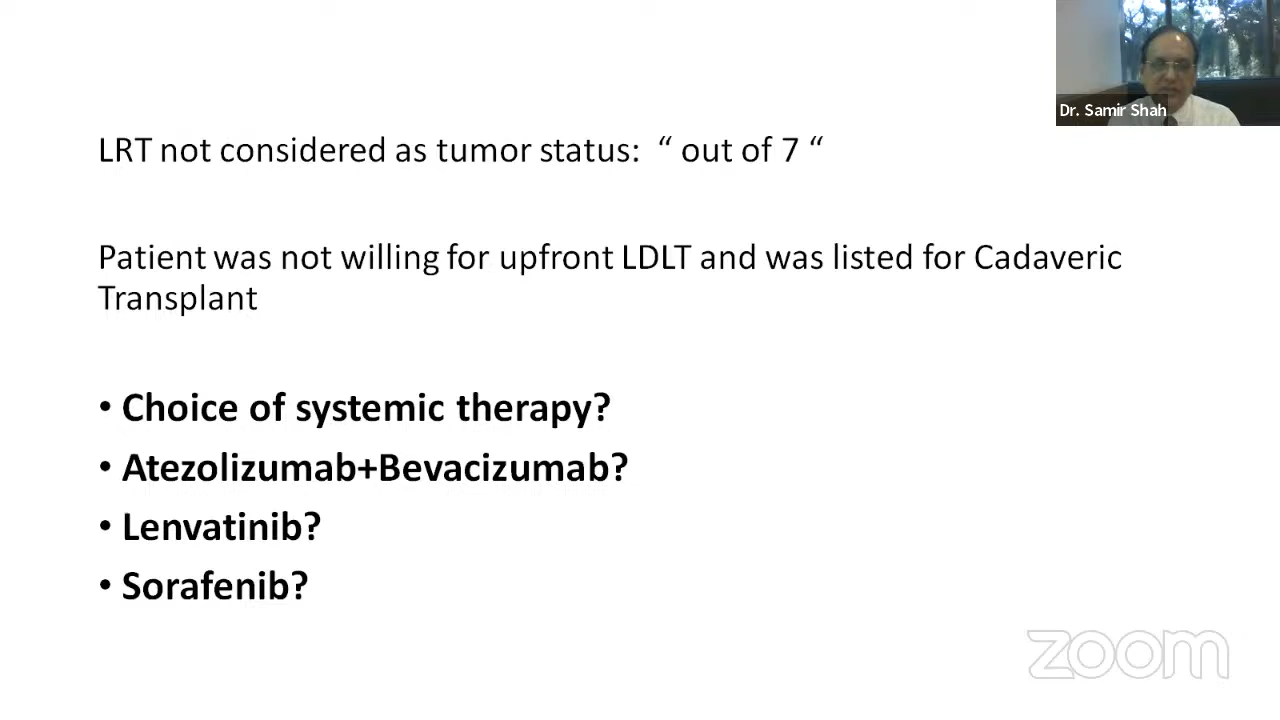 Dr. Samir Shah
LRT not considered as tumor status: “ out of 7 “
Patient was not willing for upfront LDLT and was listed for Cadaveric
Transplant
• Choice of systemic therapy?
• Atezolizumab+Bevacizumab?
• Lenvatinib?
• Sorafenib?
zoom